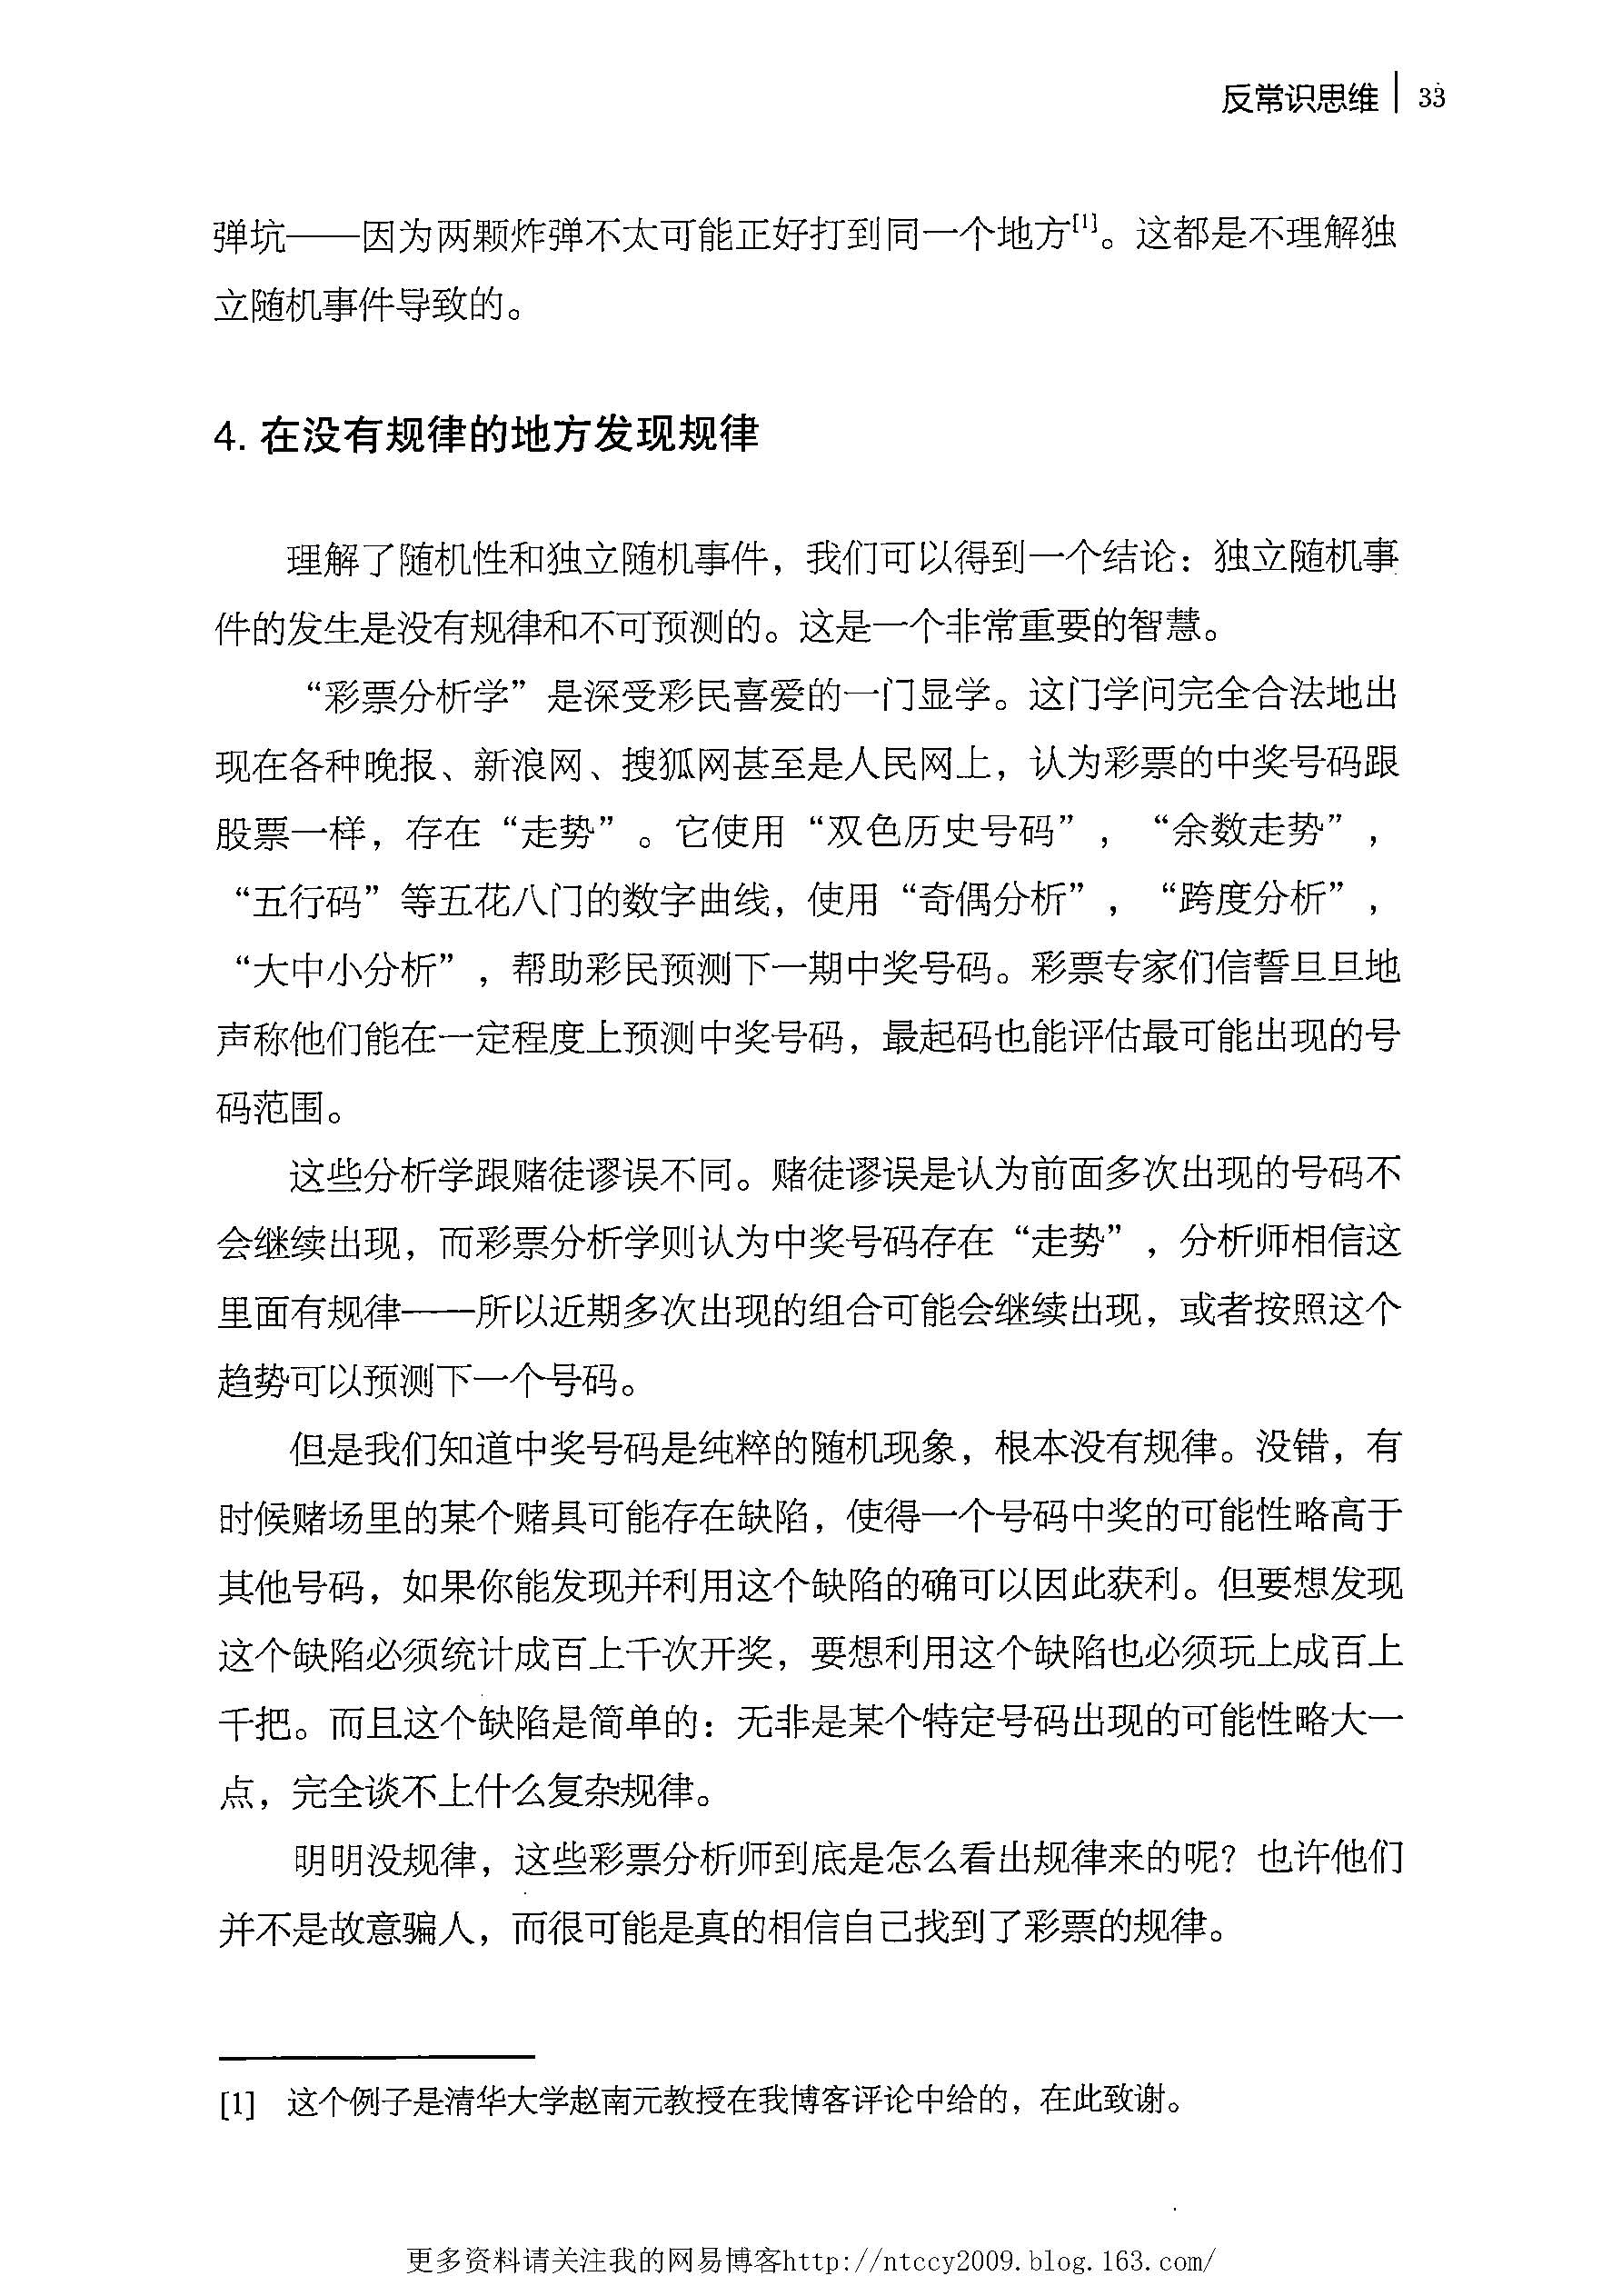 反常识思维 | 33
弹坑——因为两颗炸弹不太可能正好打到同一个地方[1]。这都是不理解独
立随机事件导致的。
4. 在没有规律的地方发现规律
理解了随机性和独立随机事件，我们可以得到一个结论：独立随机事
件的发生是没有规律和不可预测的。这是一个非常重要的智慧。
“彩票分析学”是深受彩民喜爱的一门显学。这门学问完全合法地出
现在各种晚报、新浪网、搜狐网甚至是人民网上，认为彩票的中奖号码跟
股票一样，存在“走势”。它使用“双色历史号码”，“余数走势”，
“五行码”等五花八门的数字曲线，使用“奇偶分析”，“跨度分析”，
“大中小分析”，帮助彩民预测下一期中奖号码。彩票专家们信誓旦旦地
声称他们能在一定程度上预测中奖号码，最起码也能评估最可能出现的号
码范围。
这些分析学跟赌徒谬误不同。赌徒谬误是认为前面多次出现的号码不
会继续出现，而彩票分析学则认为中奖号码存在“走势”，分析师相信这
里面有规律——所以近期多次出现的组合可能会继续出现，或者按照这个
趋势可以预测下一个号码。
但是我们知道中奖号码是纯粹的随机现象，根本没有规律。没错，有
时候赌场里的某个赌具可能存在缺陷，使得一个号码中奖的可能性略高于
其他号码，如果你能发现并利用这个缺陷的确可以因此获利。但要想发现
这个缺陷必须统计成百上千次开奖，要想利用这个缺陷也必须玩上成百上
千把。而且这个缺陷是简单的：无非是某个特定号码出现的可能性略大一
点，完全谈不上什么复杂规律。
明明没规律，这些彩票分析师到底是怎么看出规律来的呢？也许他们
并不是故意骗人，而很可能是真的相信自己找到了彩票的规律。
[1] 这个例子是清华大学赵南元教授在我博客评论中给的，在此致谢。
更多资料请关注我的网易博客http://ntccy2009.blog.163.com/